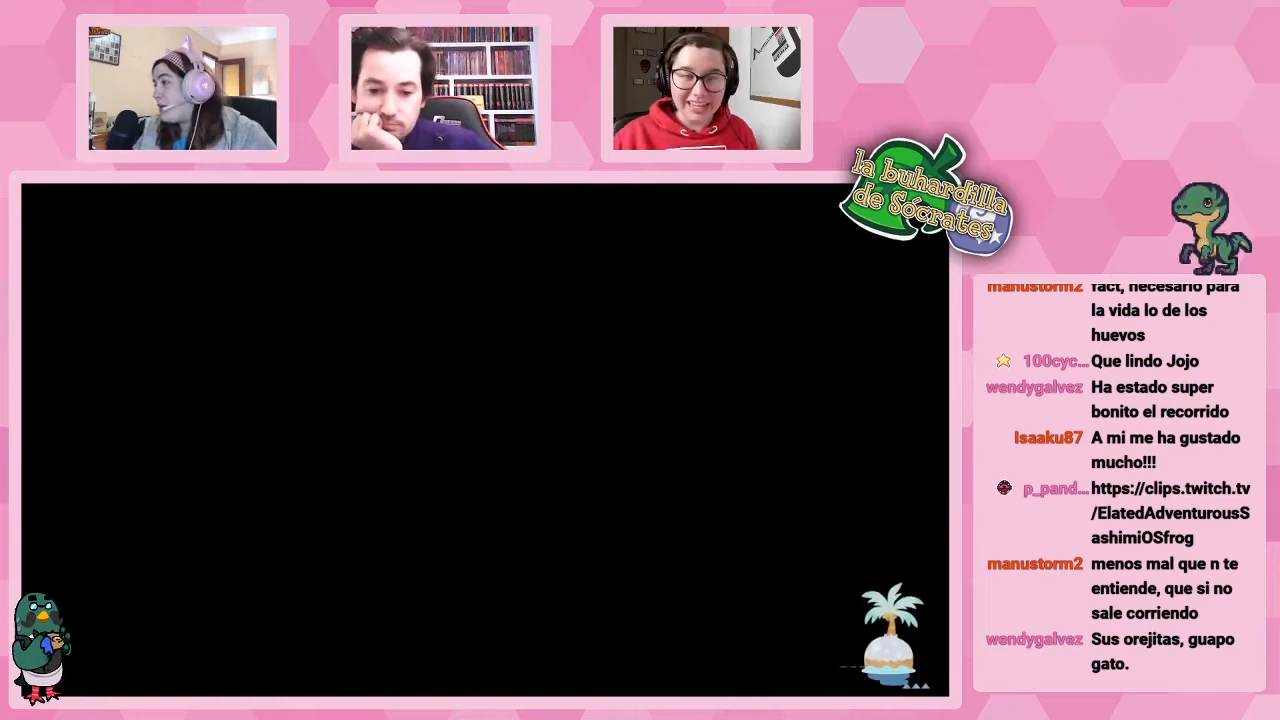 la buhardilla
de Sócrates
manustorm2 fact, necesario para
la vida lo de los
huevos
100cyc... Que lindo Jojo
wendygalvez Ha estado super
bonito el recorrido
Isaaku87 A mi me ha gustado
mucho!!!
p_pand... https://clips.twitch.tv
/ElatedAdventurousS
ashimiOSfrog
manustorm2 menos mal que n te
entiende, que si no
sale corriendo
wendygalvez Sus orejitas, guapo
gato.